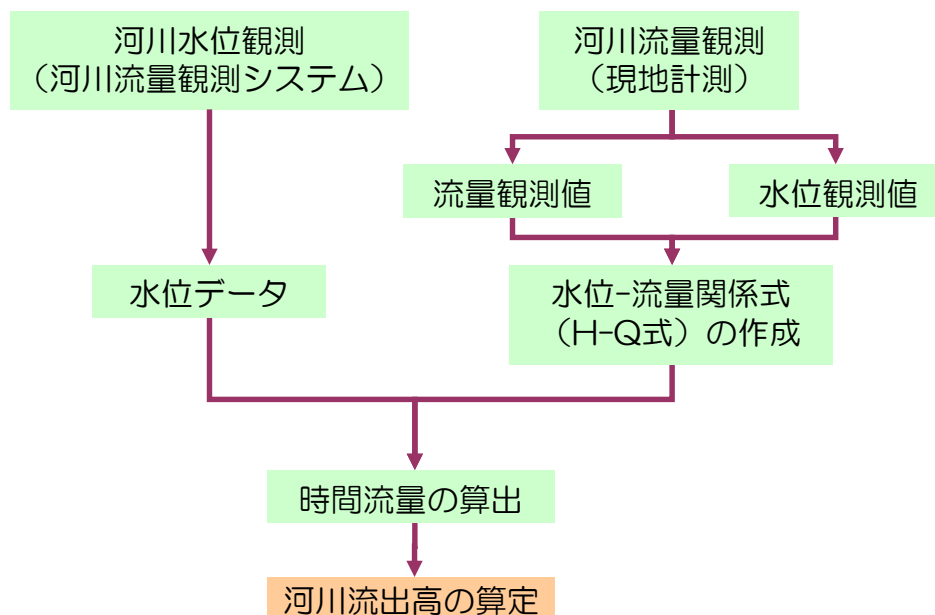 河川水位観測
（河川流量観測システム）
河川流量観測
（現地計測）
流量観測値
水位観測値
水位データ
水位−流量関係式
（H−Q式）の作成
時間流量の算出
河川流出高の算定